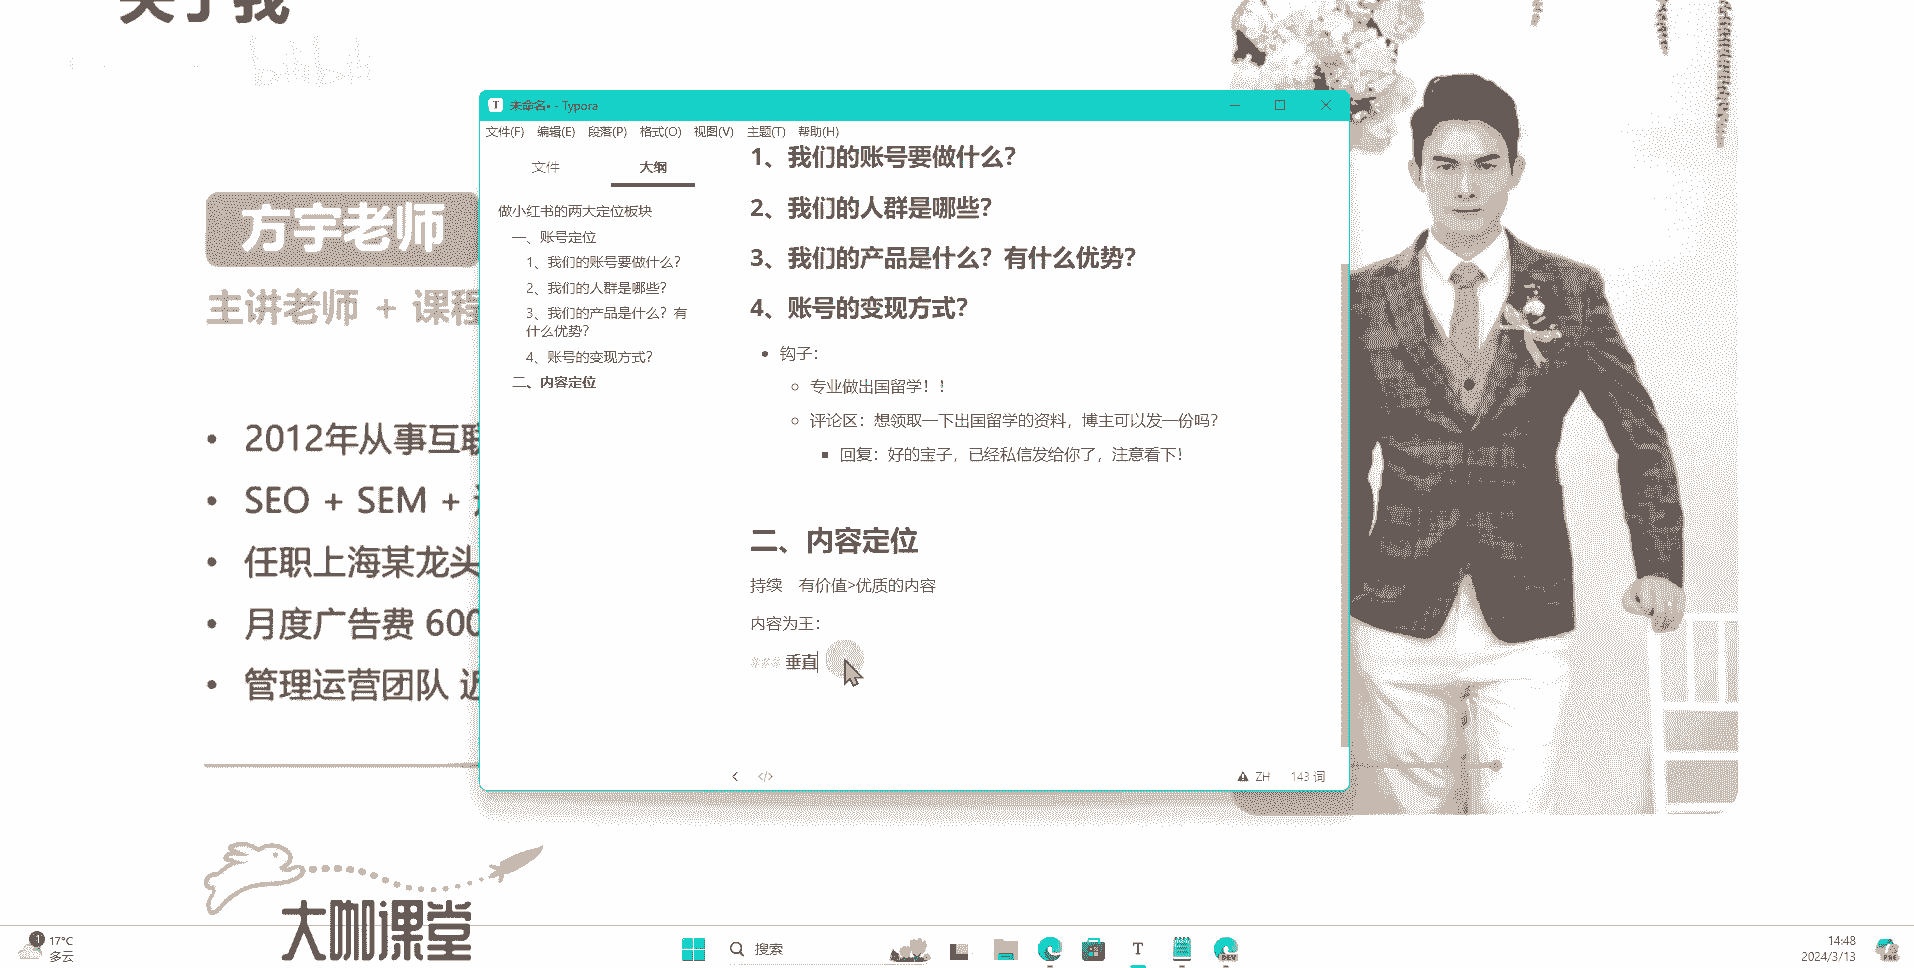 关于我
bilibili
方宇老师
主讲老师 + 课程
• 2012年从事互联
• SEO + SEM +
• 任职上海某龙头
• 月度广告费 600
• 管理运营团队 近
未命名• - Typora
文件(F) 编辑(E) 段落(P) 格式(O) 视图(V) 主题(T) 帮助(H)
文件 大纲
做小红书的两大定位板块
一、账号定位
1、我们的账号要做什么?
2、我们的人群是哪些?
3、我们的产品是什么? 有
什么优势?
4、账号的变现方式?
二、内容定位
1、我们的账号要做什么?
2、我们的人群是哪些?
3、我们的产品是什么? 有什么优势?
4、账号的变现方式?
• 钩子:
○ 专业做出国留学! !
○ 评论区: 想领取一下出国留学的资料, 博主可以发一份吗?
▪ 回复: 好的宝子, 已经私信发给你了, 注意看下!
二、内容定位
持续 有价值>优质的内容
内容为王:
### 垂直
</> ZH 143 词
大咖课堂
1 17°C
多云
搜索
T
DEV
14:48
2024/3/13
PRE